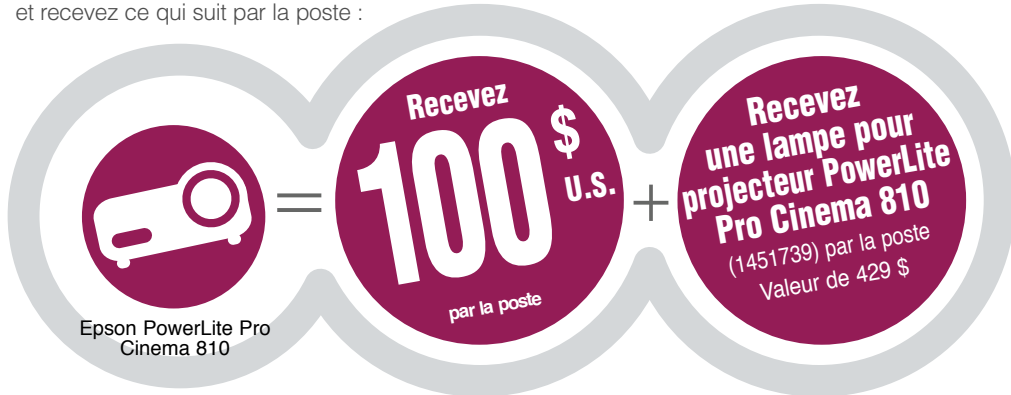 et recevez ce qui suit par la poste :
Epson PowerLite Pro
Cinema 810
=
Recevez
100 $
U.S.
par la poste
+
Recevez
une lampe pour
projecteur PowerLite
Pro Cinema 810
(1451739) par la poste
Valeur de 429 $